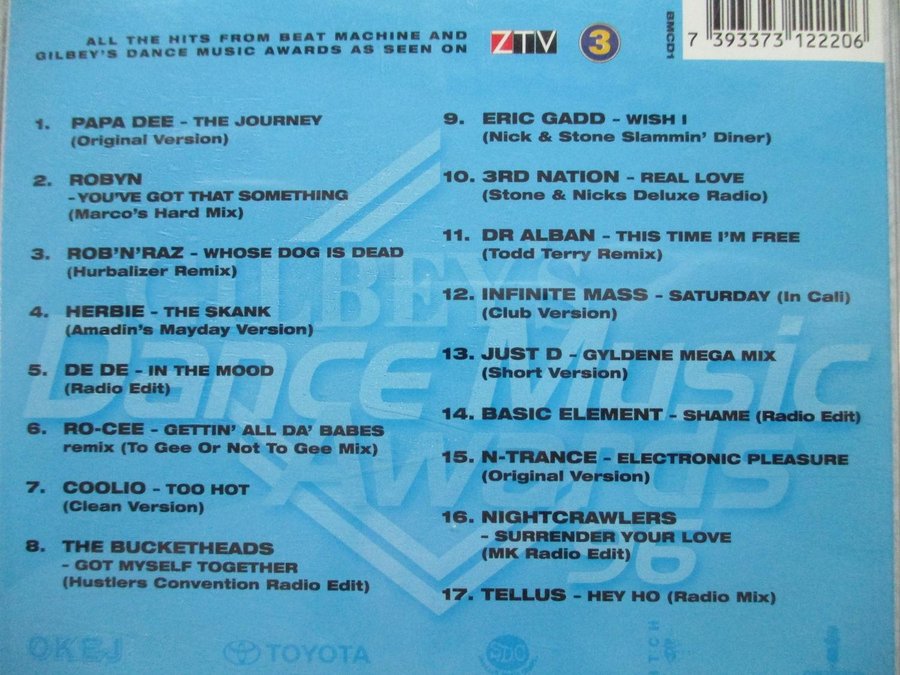 ALL THE HITS FROM BEAT MACHINE AND
GILBEY'S DANCE MUSIC AWARDS AS SEEN ON
ZTV
3
BMCD1
7 393373 122206
1. PAPA DEE - THE JOURNEY
(Original Version)
2. ROBYN
- YOU'VE GOT THAT SOMETHING
(Marco's Hard Mix)
3. ROB'N'RAZ - WHOSE DOG IS DEAD
(Hurbalizer Remix)
4. HERBIE - THE SKANK
(Amadin's Mayday Version)
5. DE DE - IN THE MOOD
(Radio Edit)
6. RO-CEE - GETTIN' ALL DA' BABES
remix (To Gee Or Not To Gee Mix)
7. COOLIO - TOO HOT
(Clean Version)
8. THE BUCKETHEADS
- GOT MYSELF TOGETHER
(Hustlers Convention Radio Edit)
9. ERIC GADD - WISH I
(Nick & Stone Slammin' Diner)
10. 3RD NATION - REAL LOVE
(Stone & Nicks Deluxe Radio)
11. DR ALBAN - THIS TIME I'M FREE
(Todd Terry Remix)
12. INFINITE MASS - SATURDAY (In Cali)
(Club Version)
13. JUST D - GYLDENE MEGA MIX
(Short Version)
14. BASIC ELEMENT - SHAME (Radio Edit)
15. N-TRANCE - ELECTRONIC PLEASURE
(Original Version)
16. NIGHTCRAWLERS
- SURRENDER YOUR LOVE
(MK Radio Edit)
17. TELLUS - HEY HO (Radio Mix)
GILBEYS
Dance Music
Awards
96
OKEJ
TOYOTA
SDC